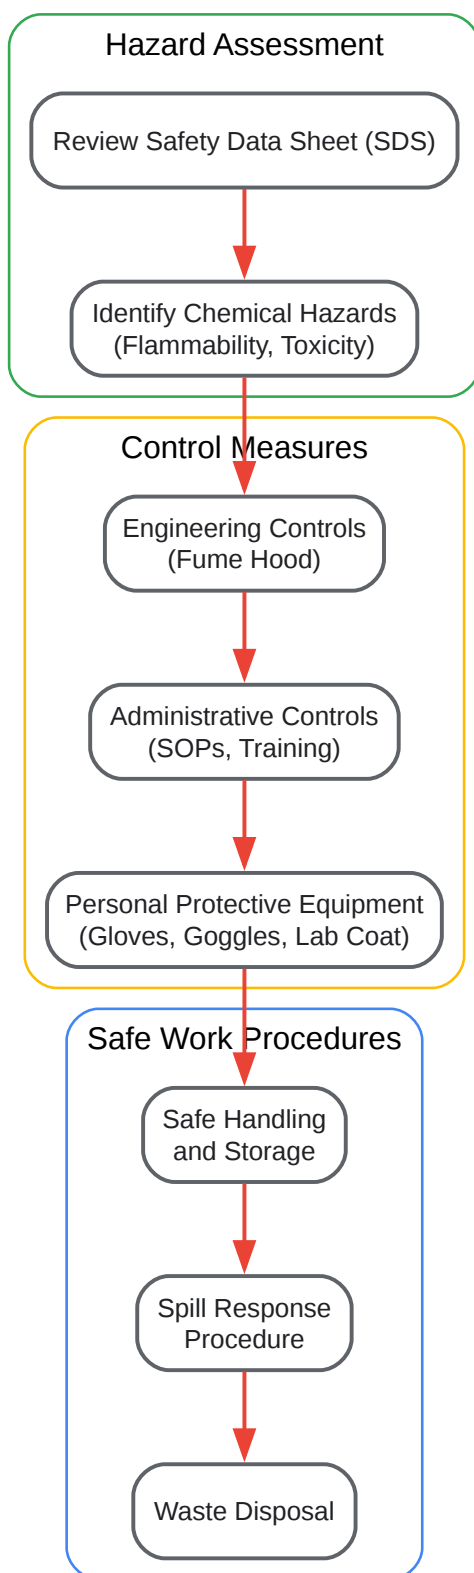 Hazard Assessment
Review Safety Data Sheet (SDS)
Identify Chemical Hazards
(Flammability, Toxicity)
Control Measures
Engineering Controls
(Fume Hood)
Administrative Controls
(SOPs, Training)
Personal Protective Equipment
(Gloves, Goggles, Lab Coat)
Safe Work Procedures
Safe Handling
and Storage
Spill Response
Procedure
Waste Disposal